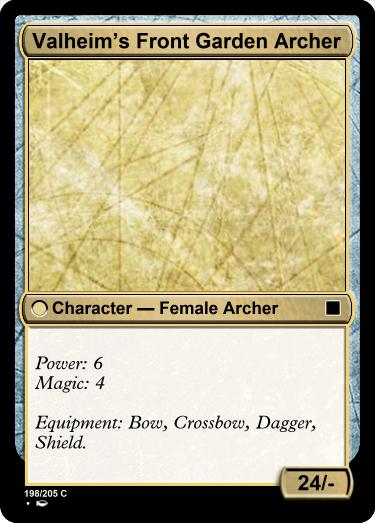 Valheim's Front Garden Archer
Character — Female Archer
Power: 6
Magic: 4
Equipment: Bow, Crossbow, Dagger,
Shield.
24/-
198/205 C